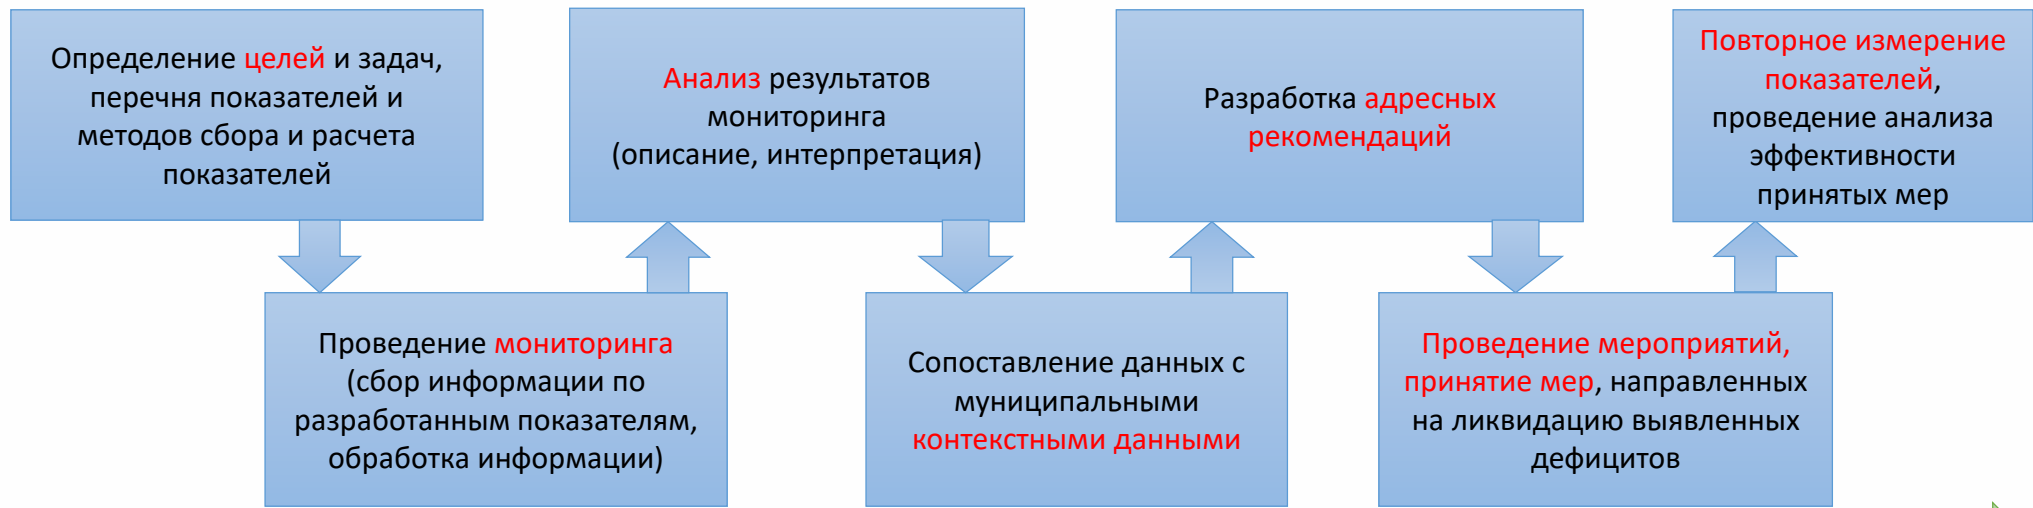 Определение целей и задач,
перечня показателей и
методов сбора и расчета
показателей
Проведение мониторинга
(сбор информации по
разработанным показателям,
обработка информации)
Анализ результатов
мониторинга
(описание, интерпретация)
Сопоставление данных с
муниципальными
контекстными данными
Разработка адресных
рекомендаций
Проведение мероприятий,
принятие мер, направленных
на ликвидацию выявленных
дефицитов
Повторное измерение
показателей,
проведение анализа
эффективности
принятых мер